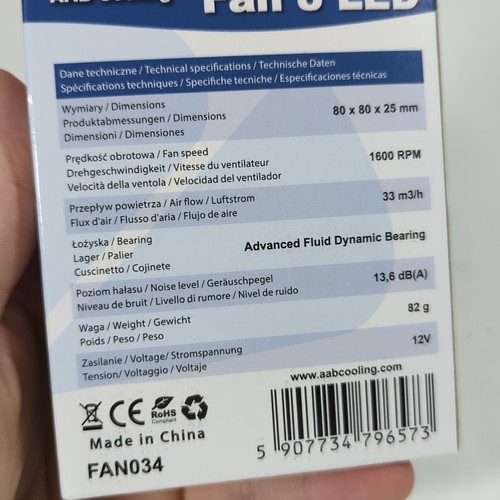 Fan 8 LED
Dane techniczne / Technical specifications / Technische Daten
Spécifications techniques / Specifiche tecniche / Especificaciones técnicas
Wymiary / Dimensions
Produktabmessungen / Dimensions
Dimensioni / Dimensiones
80 x 80 x 25 mm
Prędkość obrotowa / Fan speed
Drehgeschwindigkeit / Vitesse du ventilateur
Velocità della ventola / Velocidad del ventilador
1600 RPM
Przepływ powietrza / Air flow / Luftstrom
Flux d'air / Flusso d'aria / Flujo de aire
33 m3/h
Łożyska / Bearing
Lager / Palier
Cuscinetto / Cojinete
Advanced Fluid Dynamic Bearing
Poziom hałasu / Noise level / Geräuschpegel
Niveau de bruit / Livello di rumore / Nivel de ruido
13,6 dB(A)
Waga / Weight / Gewicht
Poids / Peso / Peso
82 g
Zasilanie / Voltage/ Stromspannung
Tension/ Voltaggio / Voltaje
12V
www.aabcooling.com
CE
RoHS
Compliant
Made in China
FAN034
5 907734 796573